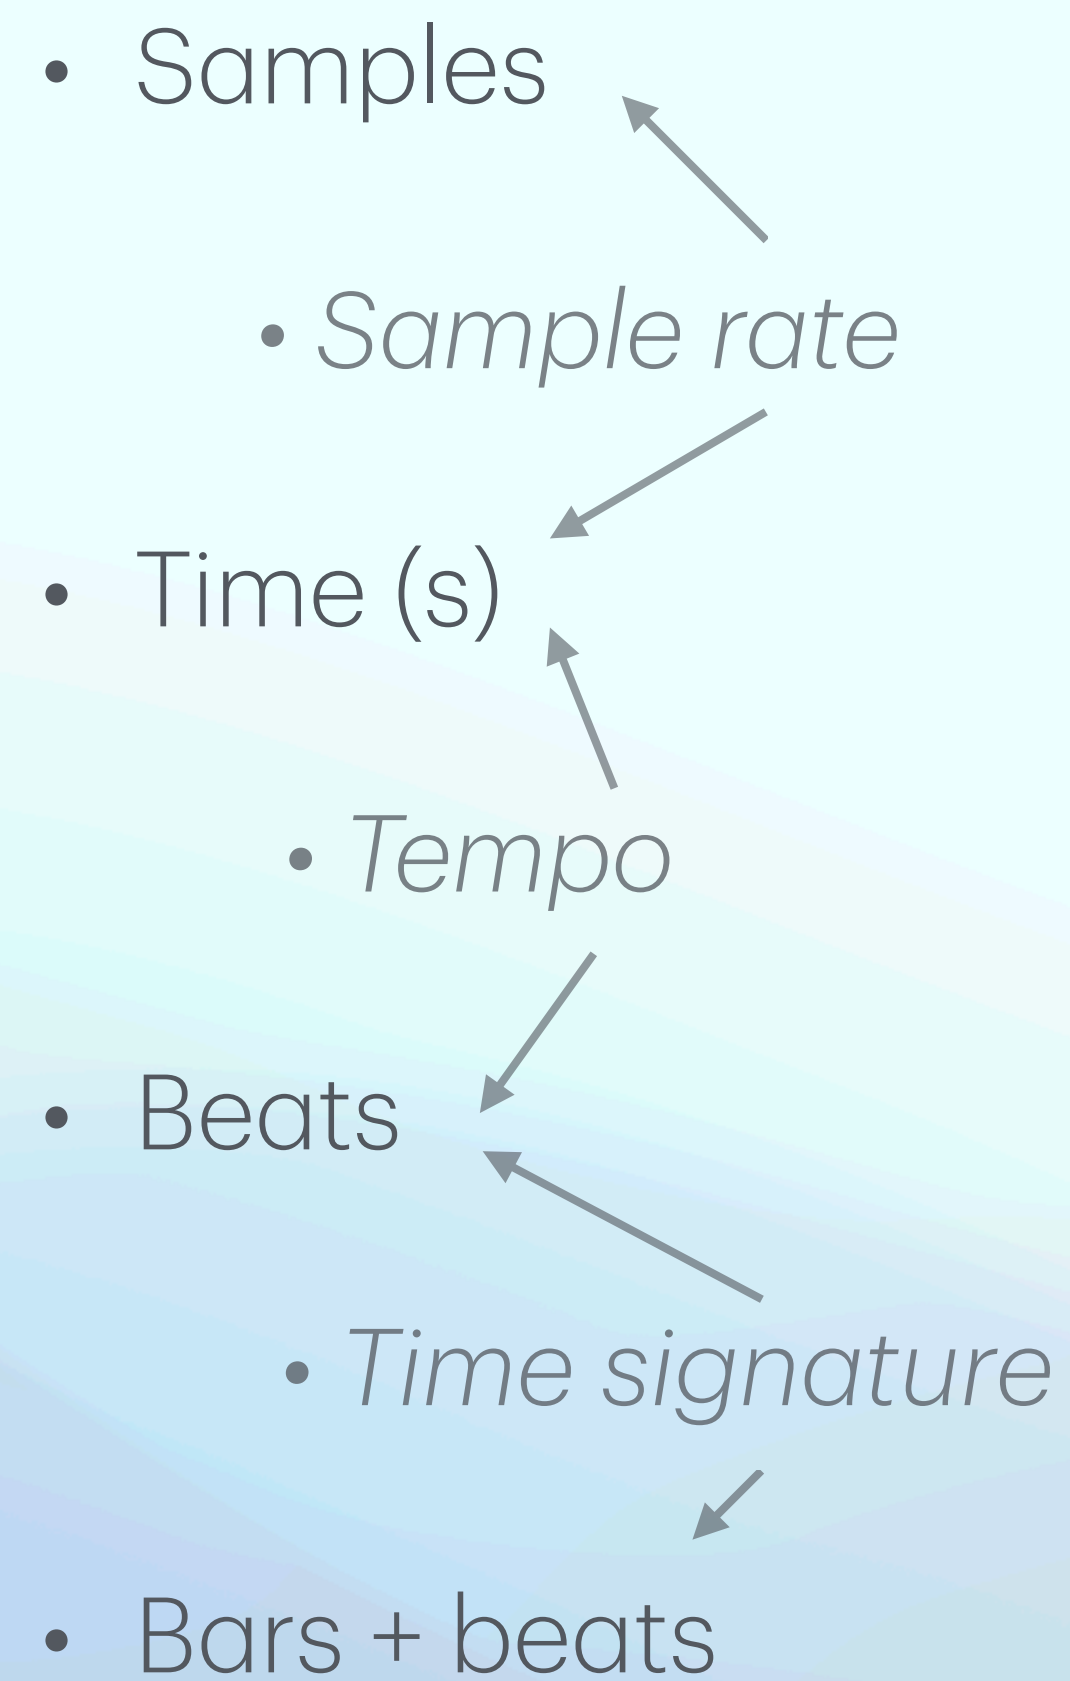 • Samples
• Sample rate
• Time (s)
• Tempo
• Beats
• Time signature
• Bars + beats